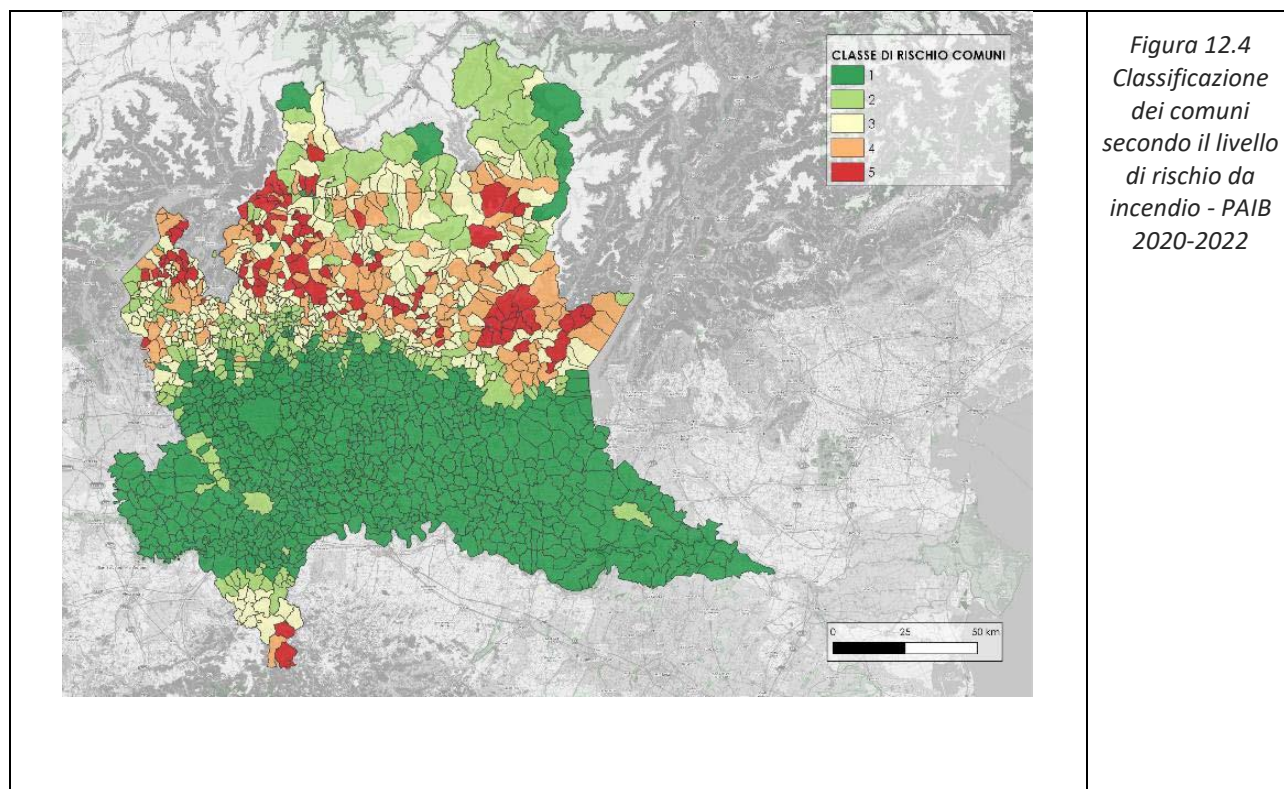 CLASSE DI RISCHIO COMUNI
1
2
3
4
5
0 25 50 km
Figura 12.4
Classificazione
dei comuni
secondo il livello
di rischio da
incendio - PAIB
2020-2022